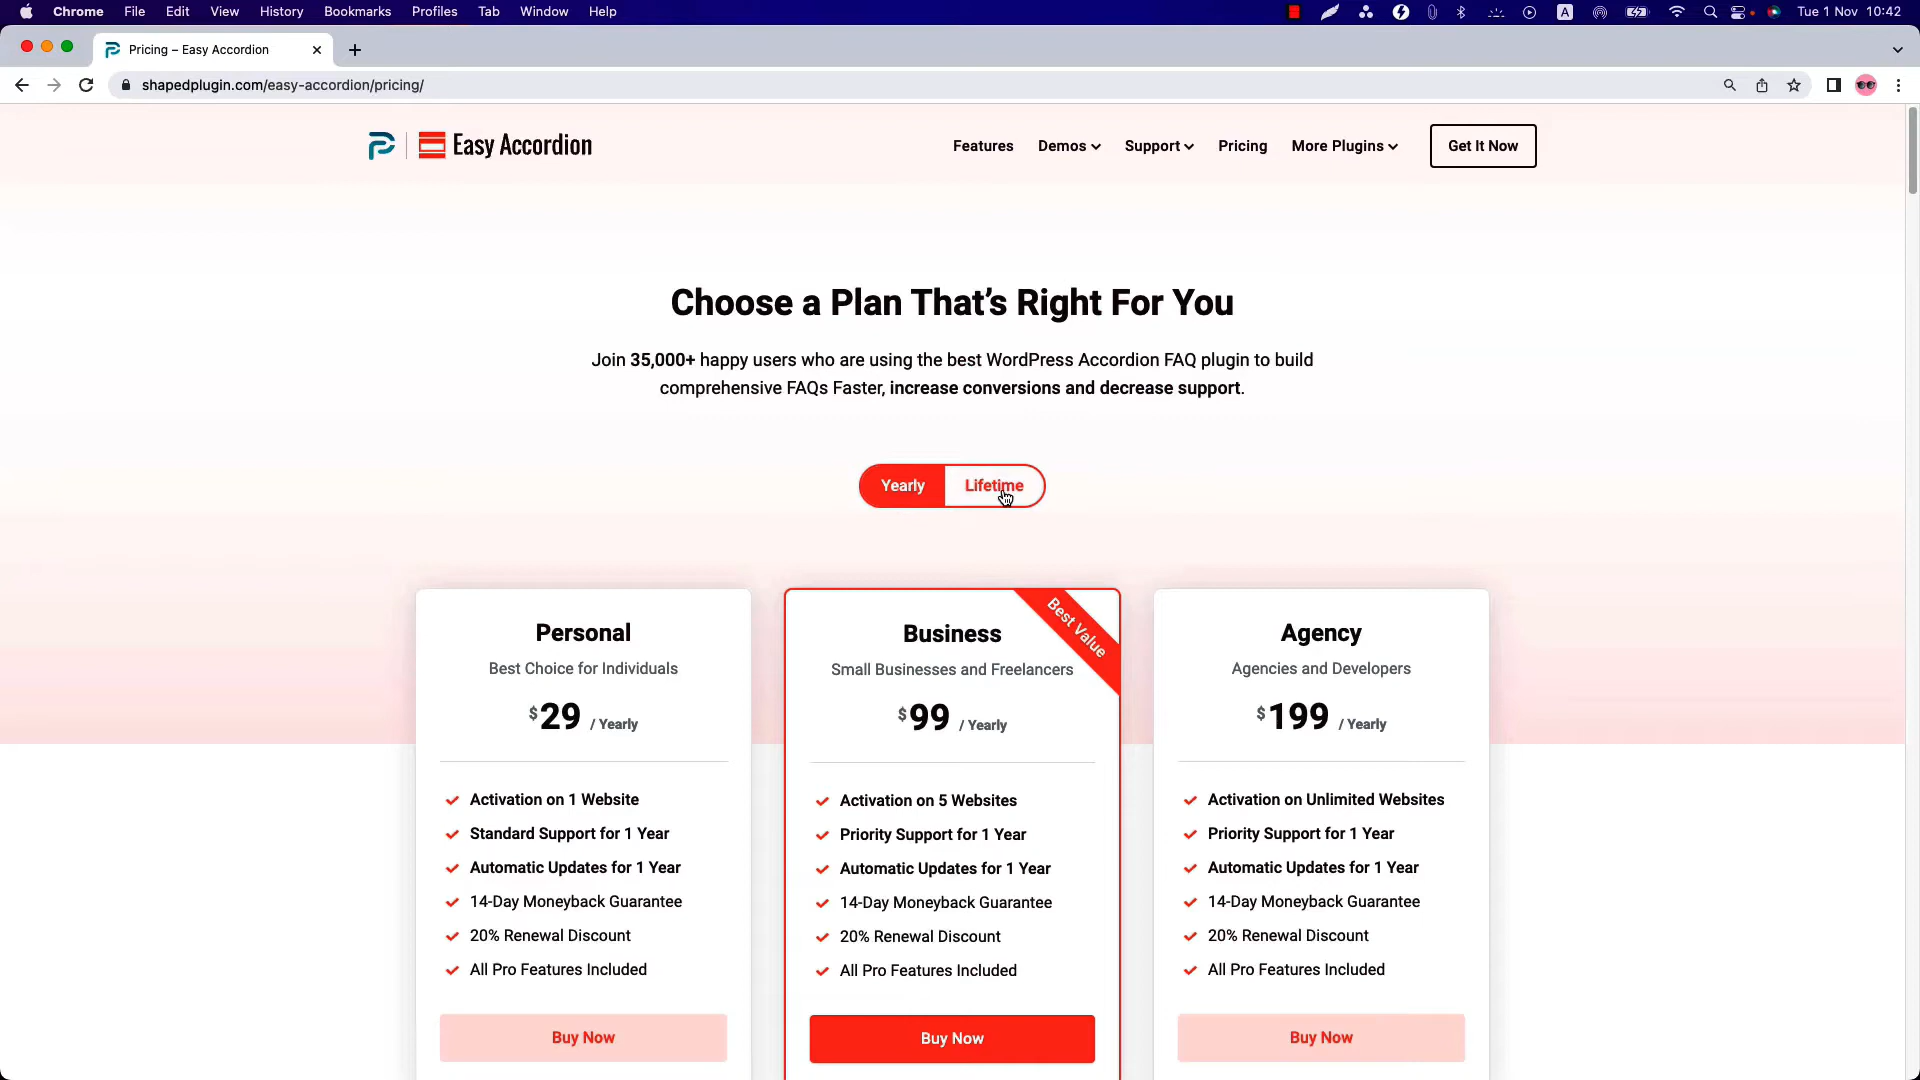 Chrome File Edit View History Bookmarks Profiles Tab Window Help
A
Tue 1 Nov 10:42
Pricing – Easy Accordion
shapedplugin.com/easy-accordion/pricing/
Easy Accordion
Features
Demos
Support
Pricing
More Plugins
Get It Now
Choose a Plan That's Right For You
Join 35,000+ happy users who are using the best WordPress Accordion FAQ plugin to build
comprehensive FAQs Faster, increase conversions and decrease support.
Yearly
Lifetime
Personal
Best Choice for Individuals
$29 / Yearly
Activation on 1 Website
Standard Support for 1 Year
Automatic Updates for 1 Year
14-Day Moneyback Guarantee
20% Renewal Discount
All Pro Features Included
Buy Now
Best Value
Business
Small Businesses and Freelancers
$99 / Yearly
Activation on 5 Websites
Priority Support for 1 Year
Automatic Updates for 1 Year
14-Day Moneyback Guarantee
20% Renewal Discount
All Pro Features Included
Buy Now
Agency
Agencies and Developers
$199 / Yearly
Activation on Unlimited Websites
Priority Support for 1 Year
Automatic Updates for 1 Year
14-Day Moneyback Guarantee
20% Renewal Discount
All Pro Features Included
Buy Now